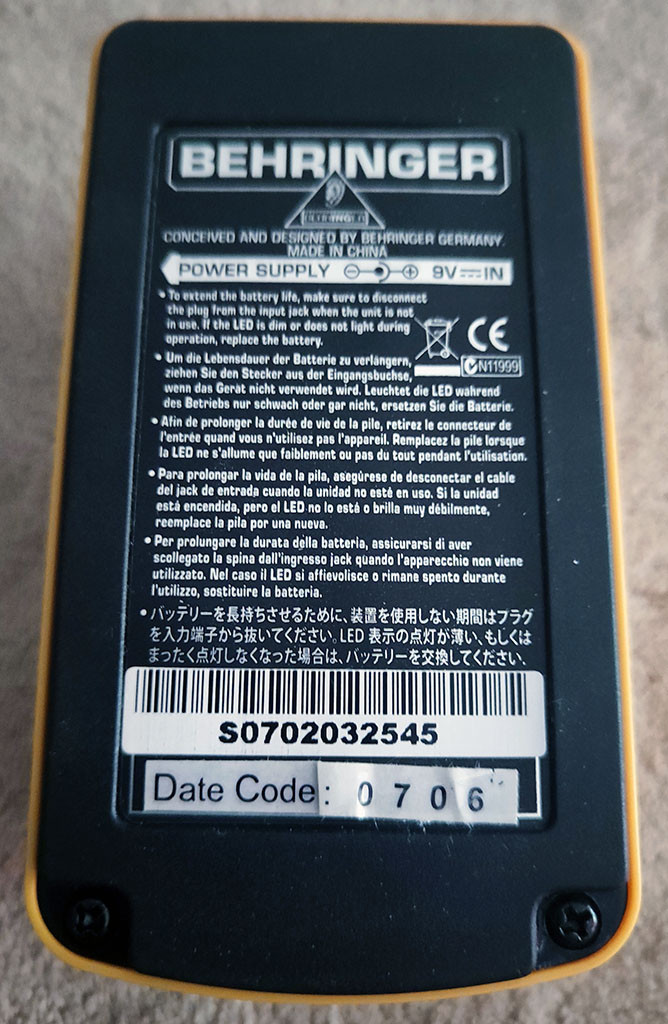 BEHRINGER
BEHRINGER
CONCEIVED AND DESIGNED BY BEHRINGER GERMANY.
MADE IN CHINA
POWER SUPPLY 9V IN
• To extend the battery life, make sure to disconnect
the plug from the input jack when the unit is not
in use. If the LED is dim or does not light during
operation, replace the battery.
CE
N11999
• Um die Lebensdauer der Batterie zu verlängern,
ziehen Sie den Stecker aus der Eingangsbuchse,
wenn das Gerät nicht verwendet wird. Leuchtet die LED während
des Betriebs nur schwach oder gar nicht, ersetzen Sie die Batterie.
• Afin de prolonger la durée de vie de la pile, retirez le connecteur de
l'entrée quand vous n'utilisez pas l'appareil. Remplacez la pile lorsque
la LED ne s'allume que faiblement ou pas du tout pendant l'utilisation.
• Para prolongar la vida de la pila, asegúrese de desconectar el cable
del jack de entrada cuando la unidad no esté en uso. Si la unidad
está encendida, pero el LED no lo está o brilla muy débilmente,
reemplace la pila por una nueva.
• Per prolungare la durata della batteria, assicurarsi di aver
scollegato la spina dall'ingresso jack quando l'apparecchio non viene
utilizzato. Nel caso il LED si affievolisce o rimane spento durante
l'utilizzo, sostituire la batteria.
• バッテリーを長持ちさせるために、装置を使用しない期間はプラグ
を入力端子から抜いてください。LED 表示の点灯が薄い、もしくは
まったく点灯しなくなった場合は、バッテリーを交換してください.
S0702032545
Date Code: 0706